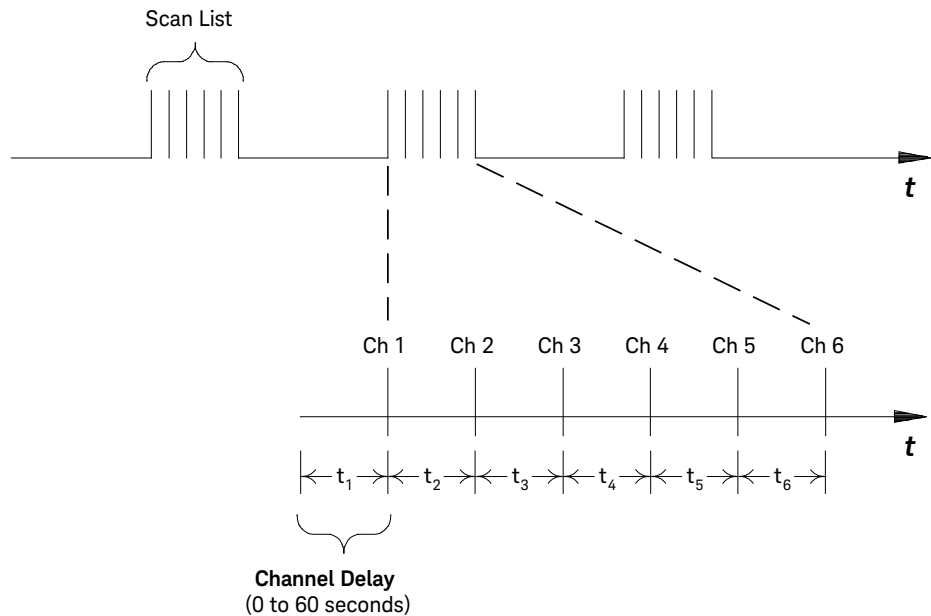 Scan List
t
Ch 1 Ch 2 Ch 3 Ch 4 Ch 5 Ch 6
t
t₁ t₂ t₃ t₄ t₅ t₆
Channel Delay
(0 to 60 seconds)